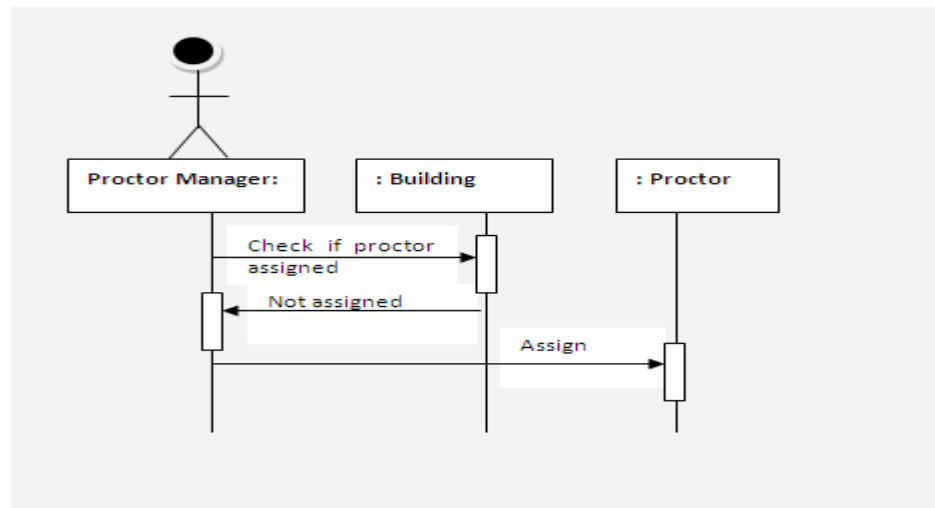 Proctor Manager:
: Building
: Proctor
Check if proctor
assigned
Not assigned
Assign